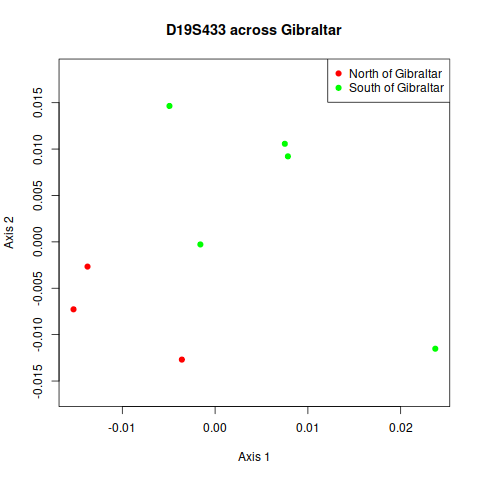 D19S433 across Gibraltar
North of Gibraltar
South of Gibraltar
0.015
0.010
0.005
0.000
-0.005
-0.010
-0.015
Axis 2
-0.01
0.00
0.01
0.02
Axis 1